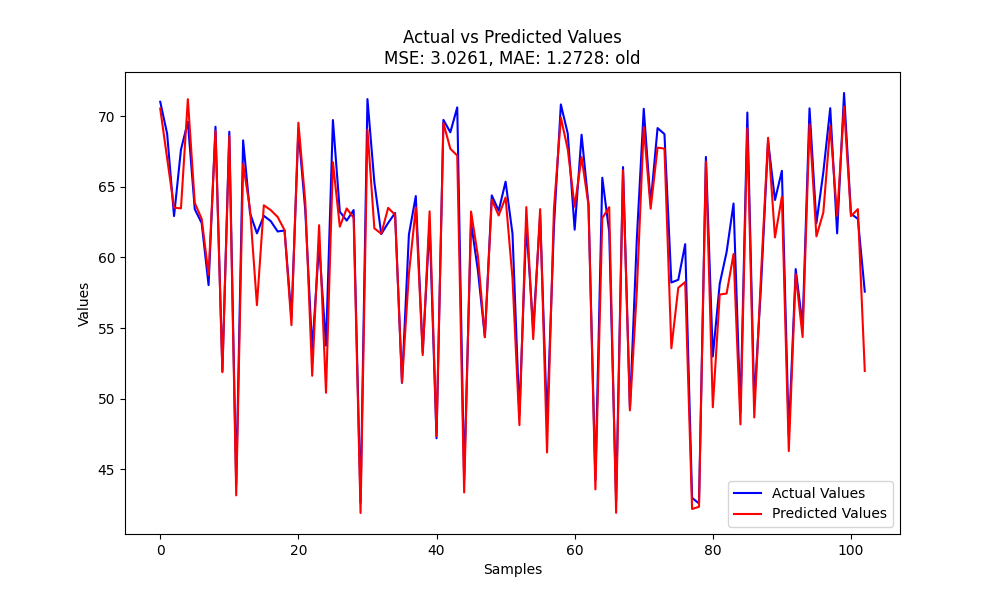 Actual vs Predicted Values
MSE: 3.0261, MAE: 1.2728: old
Values
70
65
60
55
50
45
0 20 40 60 80 100
Samples
Actual Values
Predicted Values